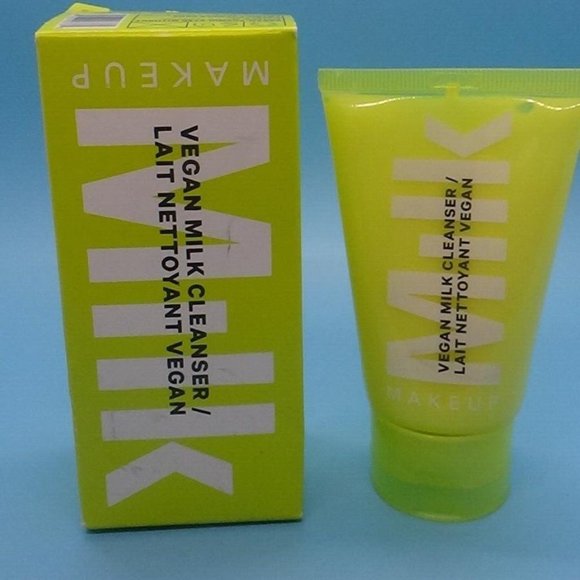 MAKEUP
Milk
VEGAN MILK CLEANSER /
LAIT NETTOYANT VEGAN
Milk
VEGAN MILK CLEANSER /
LAIT NETTOYANT VEGAN
MAKEUP